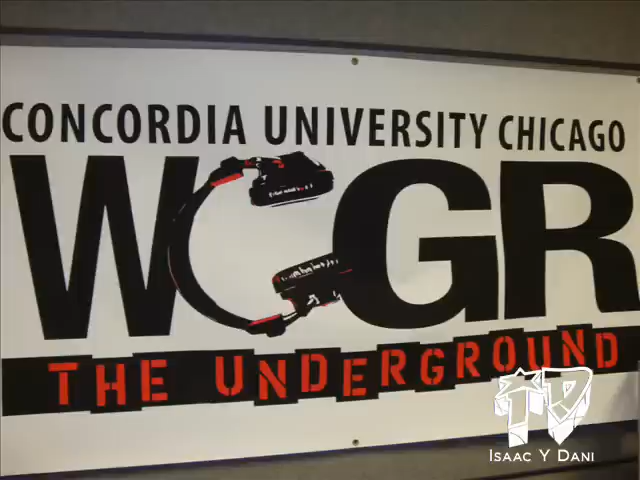 CONCORDIA UNIVERSITY CHICAGO
WCGR
THE UNDERGROUND
ISAAC Y DANI